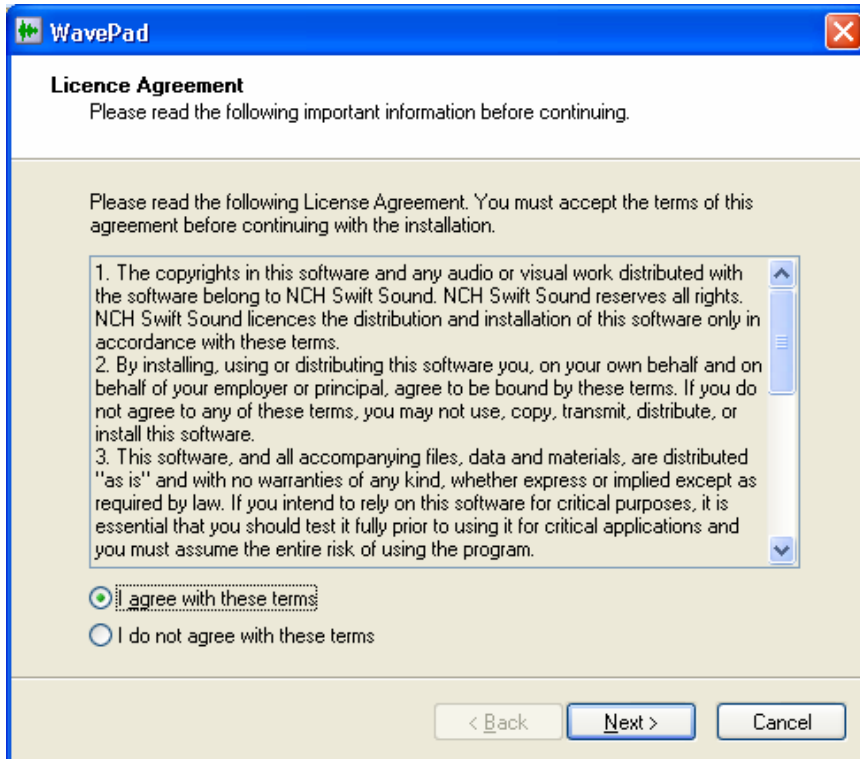 WavePad
Licence Agreement
Please read the following important information before continuing.
Please read the following License Agreement. You must accept the terms of this
agreement before continuing with the installation.
1. The copyrights in this software and any audio or visual work distributed with
the software belong to NCH Swift Sound. NCH Swift Sound reserves all rights.
NCH Swift Sound licences the distribution and installation of this software only in
accordance with these terms.
2. By installing, using or distributing this software you, on your own behalf and on
behalf of your employer or principal, agree to be bound by these terms. If you do
not agree to any of these terms, you may not use, copy, transmit, distribute, or
install this software.
3. This software, and all accompanying files, data and materials, are distributed
"as is" and with no warranties of any kind, whether express or implied except as
required by law. If you intend to rely on this software for critical purposes, it is
essential that you should test it fully prior to using it for critical applications and
you must assume the entire risk of using the program.
I agree with these terms
I do not agree with these terms
< Back Next > Cancel